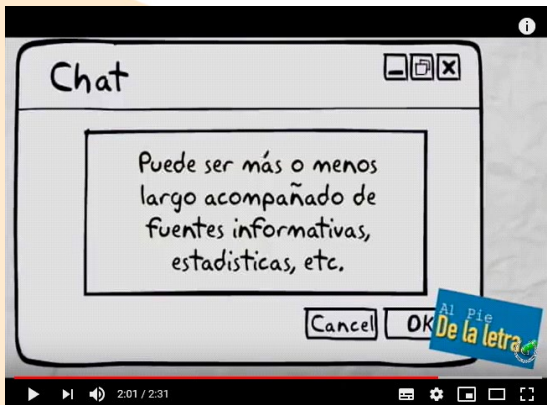 Chat
Puede ser más o menos
largo acompañado de
fuentes informativas,
estadisticas, etc.
Cancel OK
Al Pie
De la letra
2:01 / 2:31